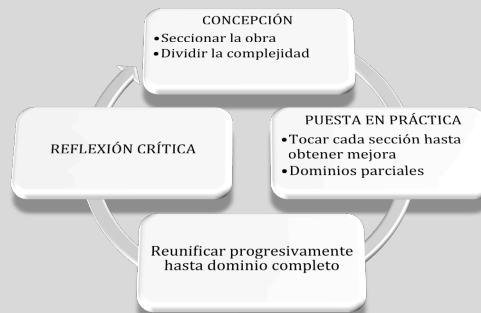 CONCEPCIÓN
•Seccionar la obra
•Dividir la complejidad
PUESTA EN PRÁCTICA
•Tocar cada sección hasta
obtener mejora
•Dominios parciales
Reunificar progresivamente
hasta dominio completo
REFLEXIÓN CRÍTICA